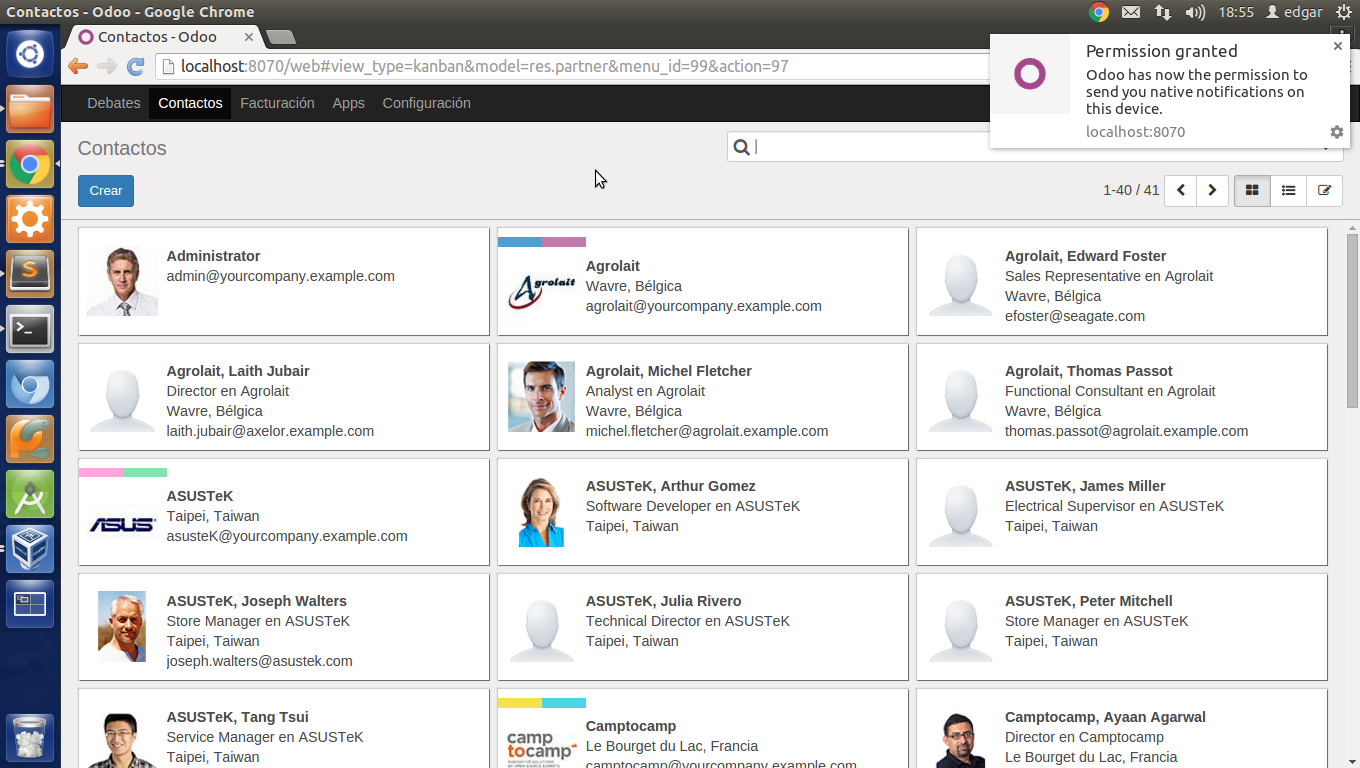 Contactos - Odoo - Google Chrome
18:55
edgar
Contactos - Odoo
localhost:8070/web#view_type=kanban&model=res.partner&menu_id=99&action=97
Permission granted
Odoo has now the permission to
send you native notifications on
this device.
localhost:8070
Debates
Contactos
Facturación
Apps
Configuración
Contactos
Crear
1-40 / 41
Administrator
admin@yourcompany.example.com
Agrolait
Agrolait
Wavre, Bélgica
agrolait@yourcompany.example.com
Agrolait, Edward Foster
Sales Representative en Agrolait
Wavre, Bélgica
efoster@seagate.com
Agrolait, Laith Jubair
Director en Agrolait
Wavre, Bélgica
laith.jubair@axelor.example.com
Agrolait, Michel Fletcher
Analyst en Agrolait
Wavre, Bélgica
michel.fletcher@agrolait.example.com
Agrolait, Thomas Passot
Functional Consultant en Agrolait
Wavre, Bélgica
thomas.passot@agrolait.example.com
ASUS
ASUSTeK
Taipei, Taiwan
asusteK@yourcompany.example.com
ASUSTeK, Arthur Gomez
Software Developer en ASUSTeK
Taipei, Taiwan
ASUSTeK, James Miller
Electrical Supervisor en ASUSTeK
Taipei, Taiwan
ASUSTeK, Joseph Walters
Store Manager en ASUSTeK
Taipei, Taiwan
joseph.walters@asustek.com
ASUSTeK, Julia Rivero
Technical Director en ASUSTeK
Taipei, Taiwan
ASUSTeK, Peter Mitchell
Store Manager en ASUSTeK
Taipei, Taiwan
ASUSTeK, Tang Tsui
Service Manager en ASUSTeK
Taipei, Taiwan
camp
tocamp
INNOVATIVE SOLUTIONS
BY OPEN SOURCE EXPERTS
Camptocamp
Le Bourget du Lac, Francia
camptocamp@yourcompany.example.com
Camptocamp, Ayaan Agarwal
Director en Camptocamp
Le Bourget du Lac, Francia